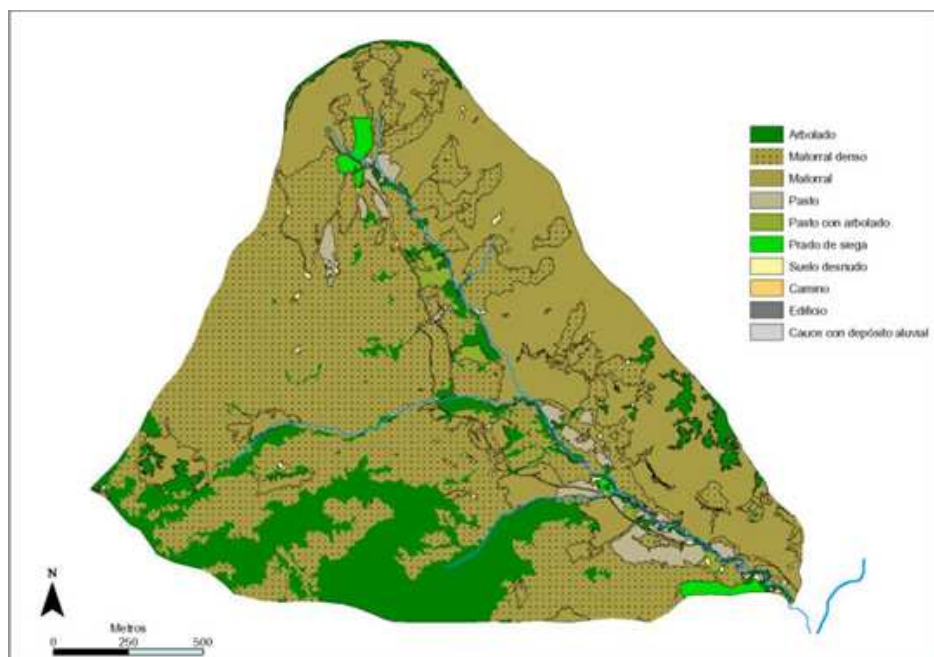 Arbolado
Matorral denso
Matorral
Pasto
Pasto con arbolado
Prado de siega
Suelo desnudo
Camino
Edificio
Cauce con depósito aluvial
N
Metros
0 250 500